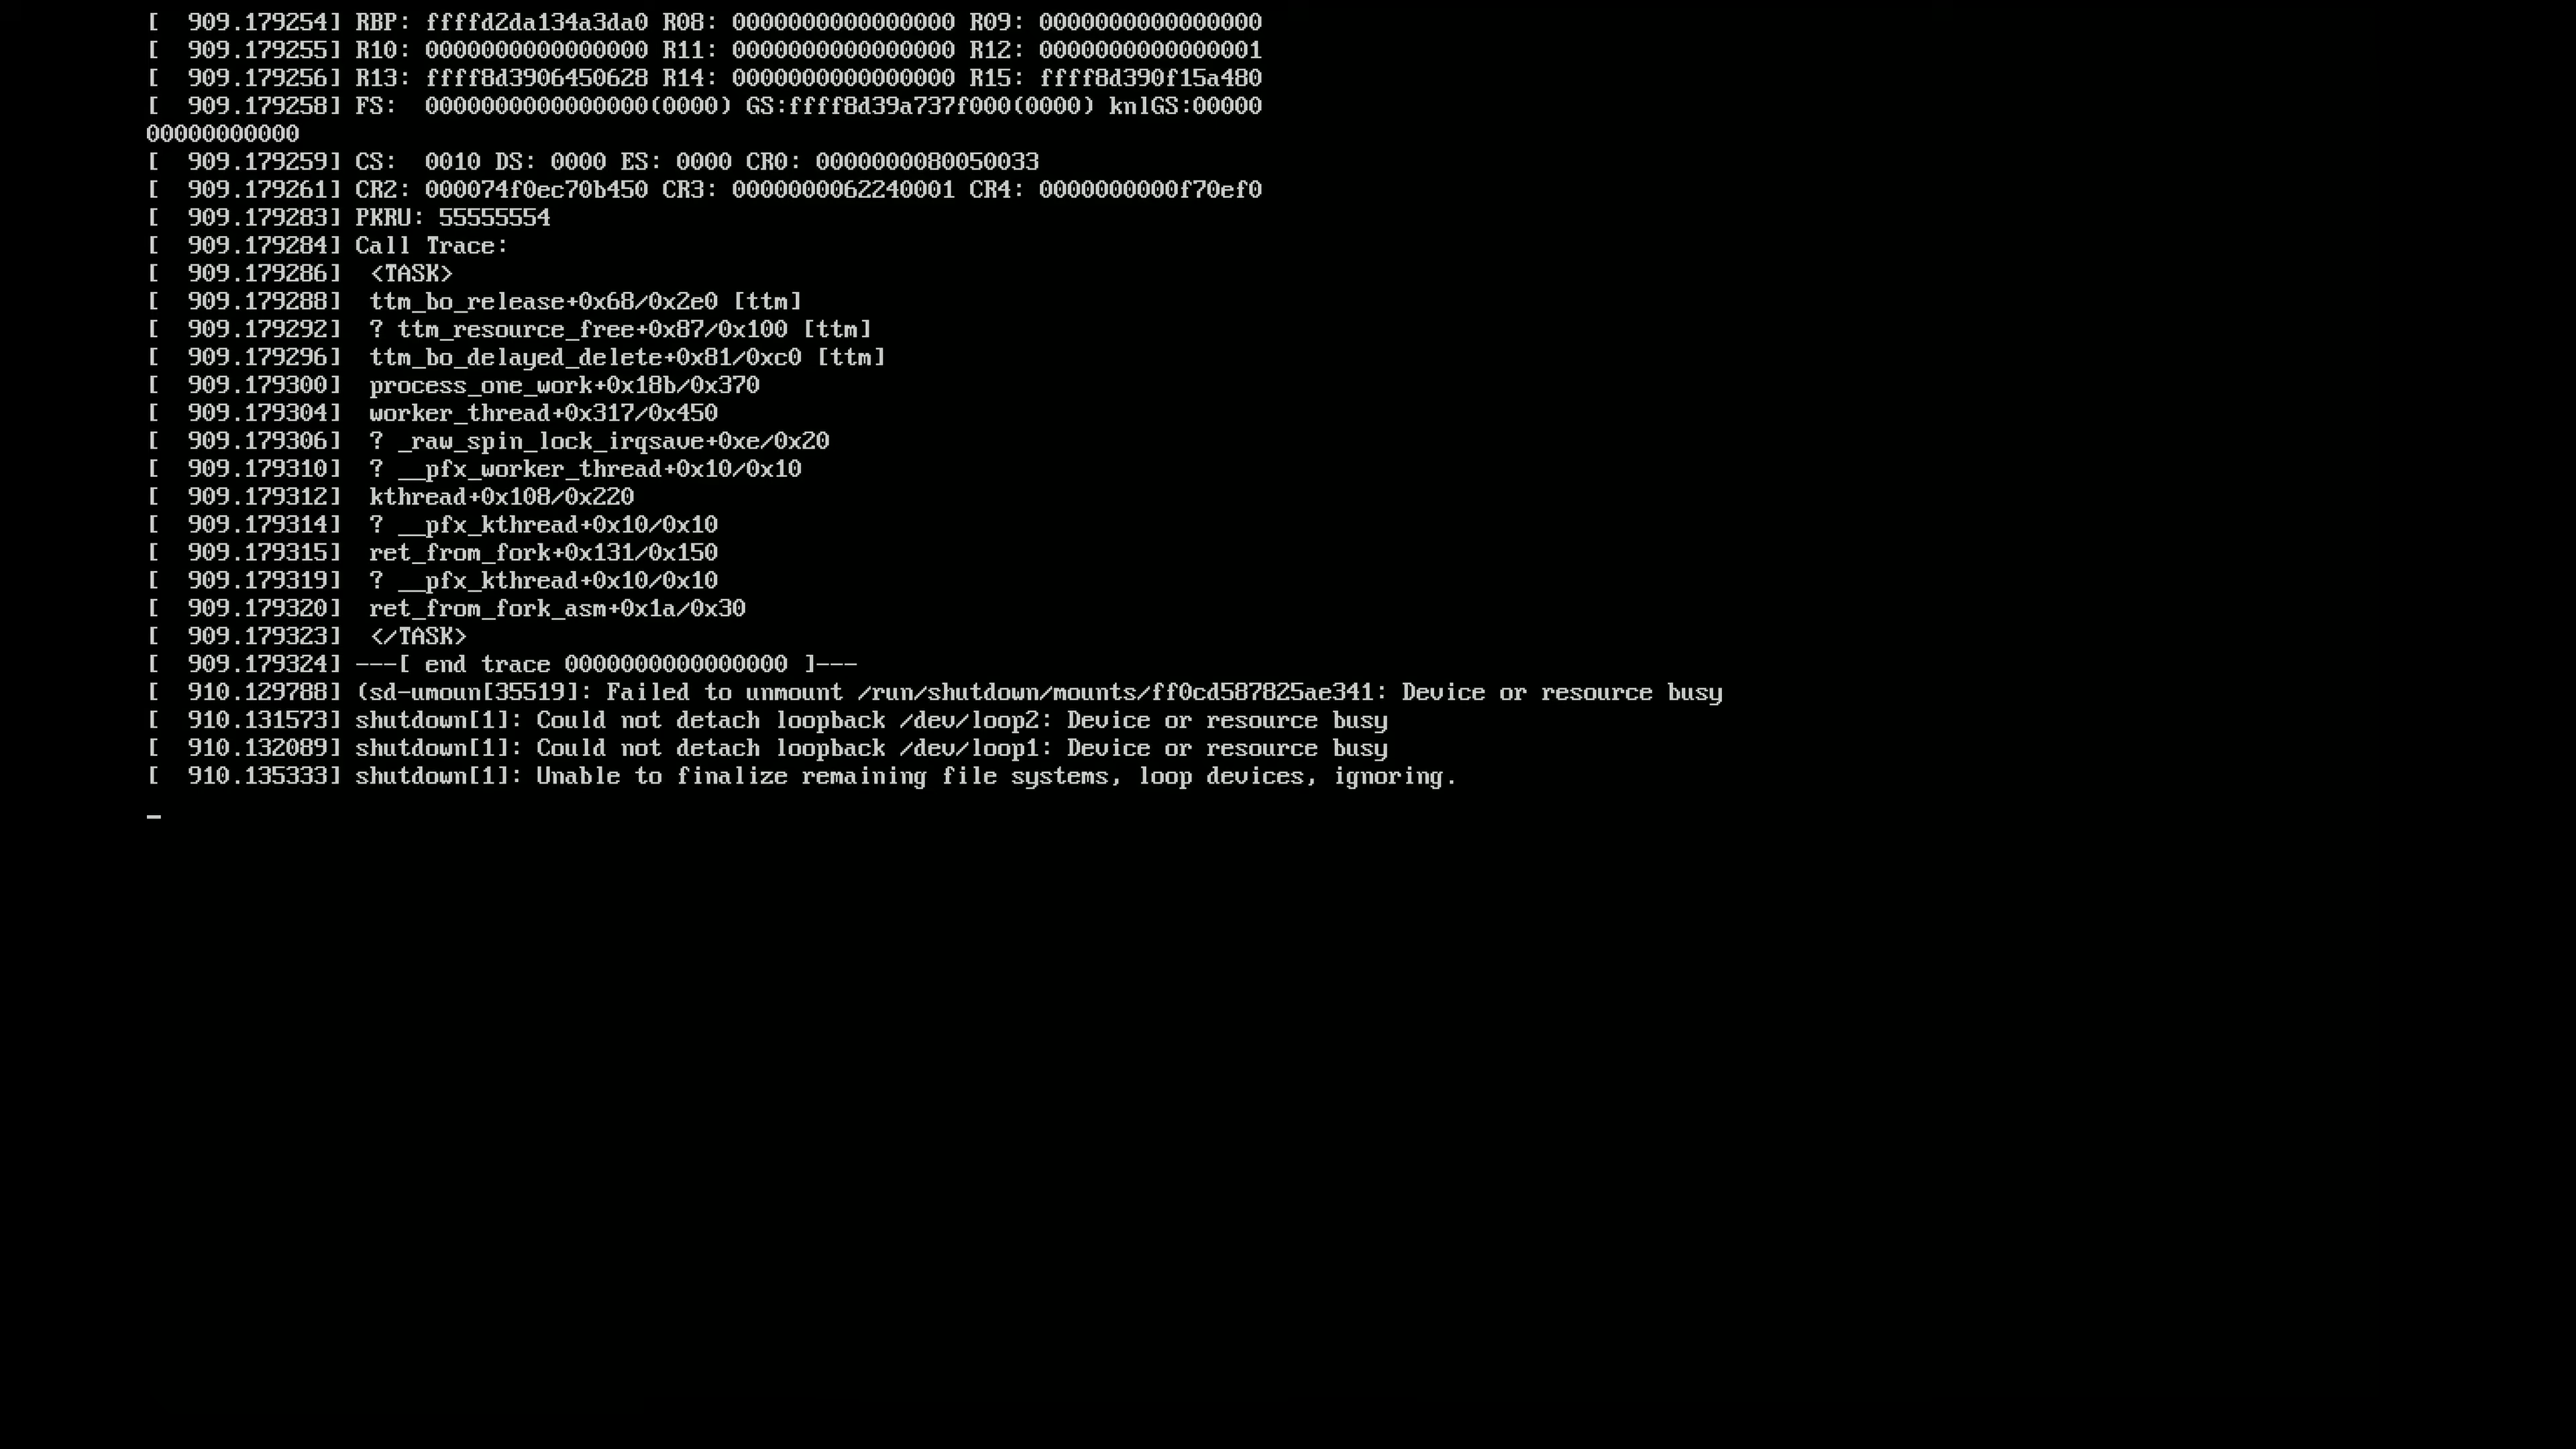 [  909.179254] RBP: ffffd2da134a3da0 R08: 0000000000000000 R09: 0000000000000000
[  909.179255] R10: 0000000000000000 R11: 0000000000000000 R12: 0000000000000001
[  909.179256] R13: ffff8d3906450628 R14: 0000000000000000 R15: ffff8d390f15a480
[  909.179258] FS:  0000000000000000(0000) GS:ffff8d39a737f000(0000) knlGS:00000
00000000000
[  909.179259] CS:  0010 DS: 0000 ES: 0000 CR0: 0000000080050033
[  909.179261] CR2: 000074f0ec70b450 CR3: 0000000062240001 CR4: 0000000000f70ef0
[  909.179283] PKRU: 55555554
[  909.179284] Call Trace:
[  909.179286]  <TASK>
[  909.179288]  ttm_bo_release+0x68/0x2e0 [ttm]
[  909.179292]  ? ttm_resource_free+0x87/0x100 [ttm]
[  909.179296]  ttm_bo_delayed_delete+0x81/0xc0 [ttm]
[  909.179300]  process_one_work+0x18b/0x370
[  909.179304]  worker_thread+0x317/0x450
[  909.179306]  ? _raw_spin_lock_irqsave+0xe/0x20
[  909.179310]  ? __pfx_worker_thread+0x10/0x10
[  909.179312]  kthread+0x108/0x220
[  909.179314]  ? __pfx_kthread+0x10/0x10
[  909.179315]  ret_from_fork+0x131/0x150
[  909.179319]  ? __pfx_kthread+0x10/0x10
[  909.179320]  ret_from_fork_asm+0x1a/0x30
[  909.179323]  </TASK>
[  909.179324] ---[ end trace 0000000000000000 ]---
[  910.129788] (sd-umoun[35519]: Failed to unmount /run/shutdown/mounts/ff0cd587825ae341: Device or resource busy
[  910.131573] shutdown[1]: Could not detach loopback /dev/loop2: Device or resource busy
[  910.132089] shutdown[1]: Could not detach loopback /dev/loop1: Device or resource busy
[  910.135333] shutdown[1]: Unable to finalize remaining file systems, loop devices, ignoring.
_